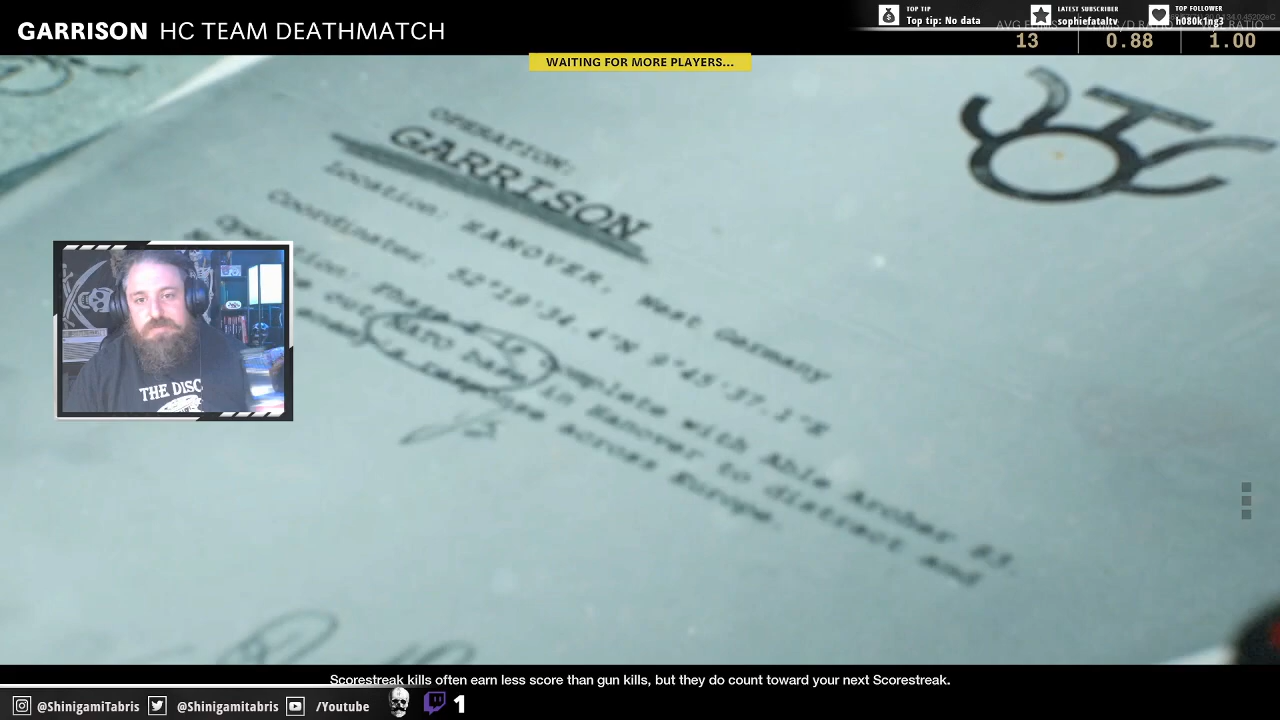 GARRISON HC TEAM DEATHMATCH
TOP TIP
Top tip: No data
LATEST SUBSCRIBER
sophiefataltv
TOP FOLLOWER
h080k1ng3
13 0.88 1.00
WAITING FOR MORE PLAYERS...
OPERATION:
GARRISON
Location: HANOVER, West Germany
Coordinates: 52°19'34.4"N 9°45'37.1"E
complete with Able Archer 83.
NATO base in Hanover to distract and
across Europe.
THE DISC
Scorestreak kills often earn less score than gun kills, but they do count toward your next Scorestreak.
@ShinigamiTabris @Shinigamitabris /Youtube 1